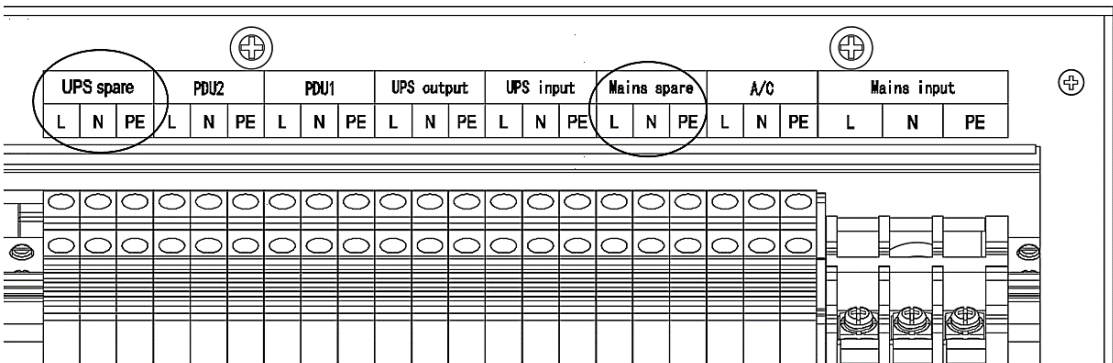 UPS spare PDU2 PDU1 UPS output UPS input Mains spare A/C Mains input
L N PE L N PE L N PE L N PE L N PE L N PE L N PE L N PE